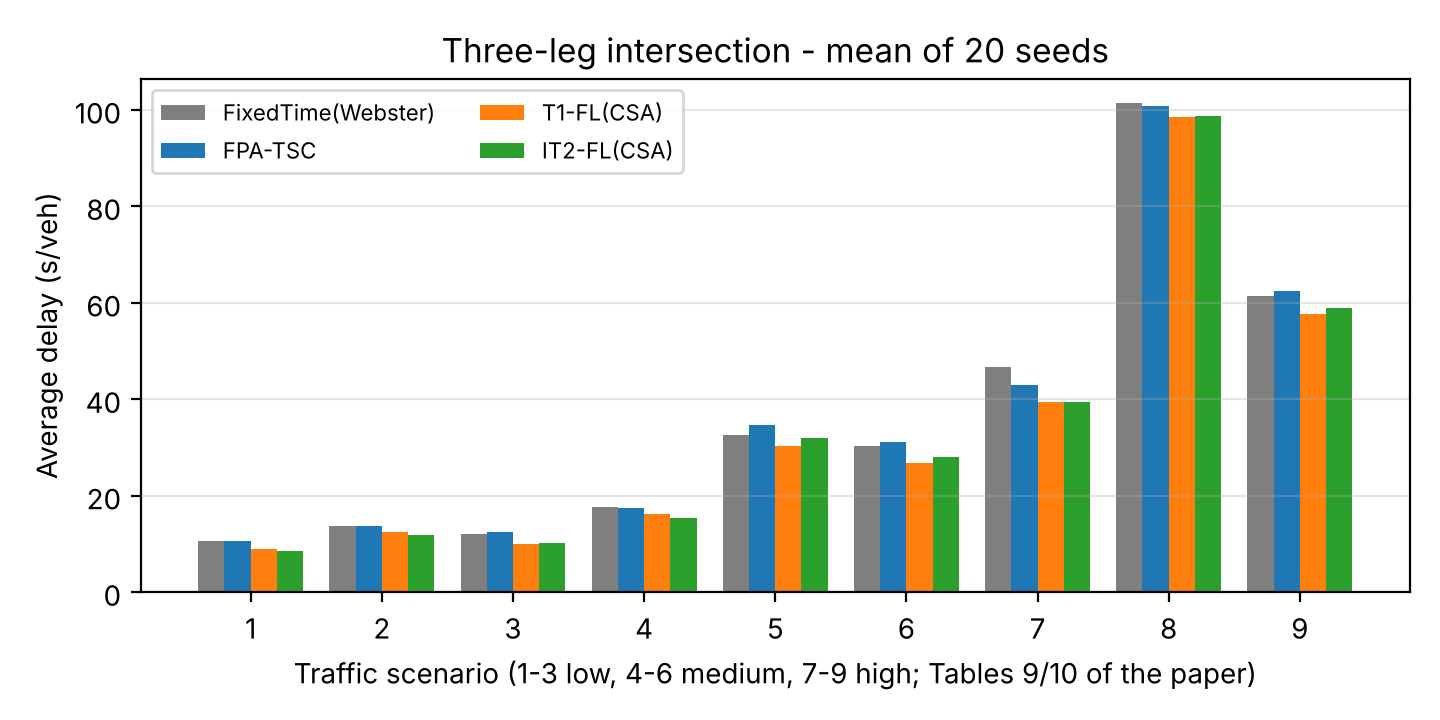 Three-leg intersection - mean of 20 seeds
FixedTime(Webster)
FPA-TSC
T1-FL(CSA)
IT2-FL(CSA)
Average delay (s/veh)
100
80
60
40
20
0
1 2 3 4 5 6 7 8 9
Traffic scenario (1-3 low, 4-6 medium, 7-9 high; Tables 9/10 of the paper)